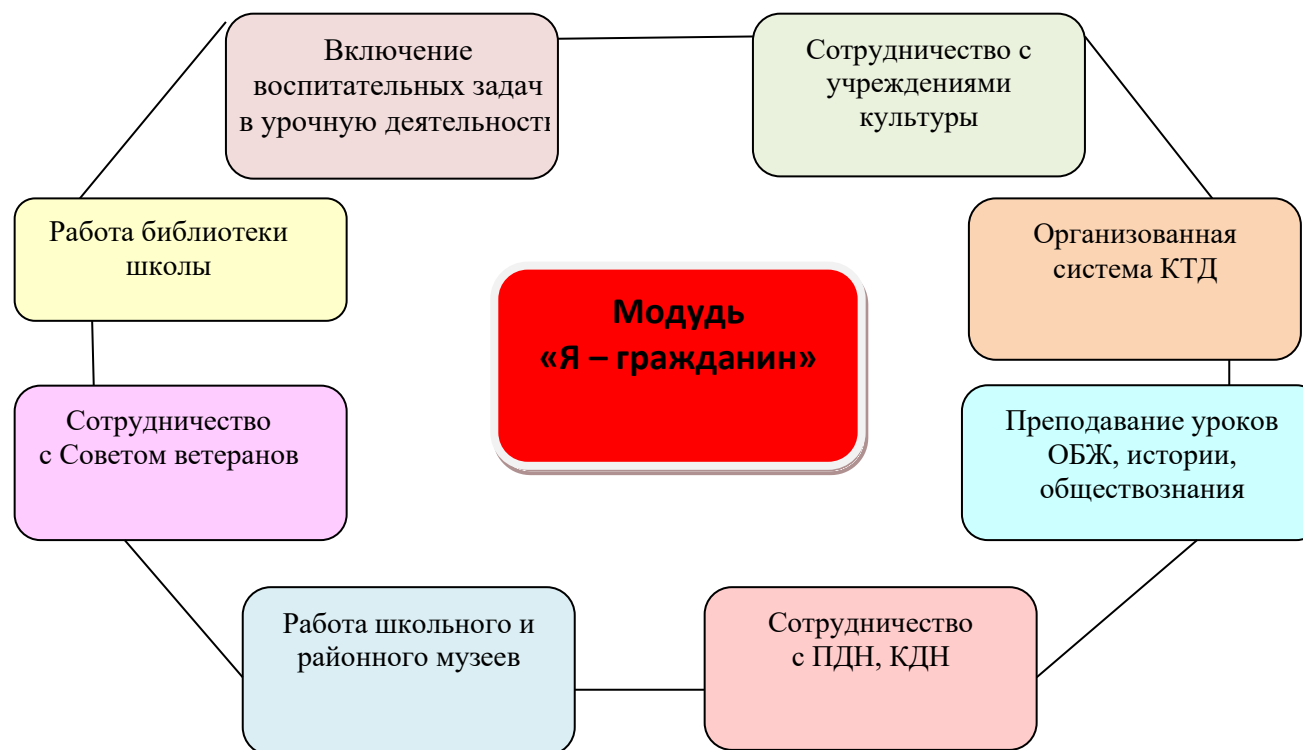 Включение
воспитательных задач
в урочную деятельность
Сотрудничество с
учреждениями
культуры
Работа библиотеки
школы
Организованная
система КТД
Модудь
«Я – гражданин»
Сотрудничество
с Советом ветеранов
Преподавание уроков
ОБЖ, истории,
обществознания
Работа школьного и
районного музеев
Сотрудничество
с ПДН, КДН